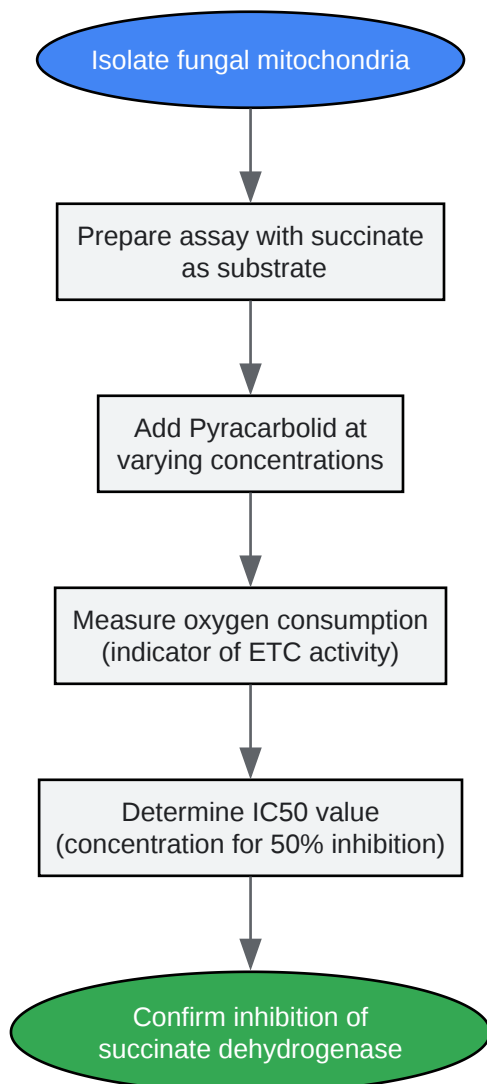 Isolate fungal mitochondria
Prepare assay with succinate
as substrate
Add Pyracarbolid at
varying concentrations
Measure oxygen consumption
(indicator of ETC activity)
Determine IC50 value
(concentration for 50% inhibition)
Confirm inhibition of
succinate dehydrogenase